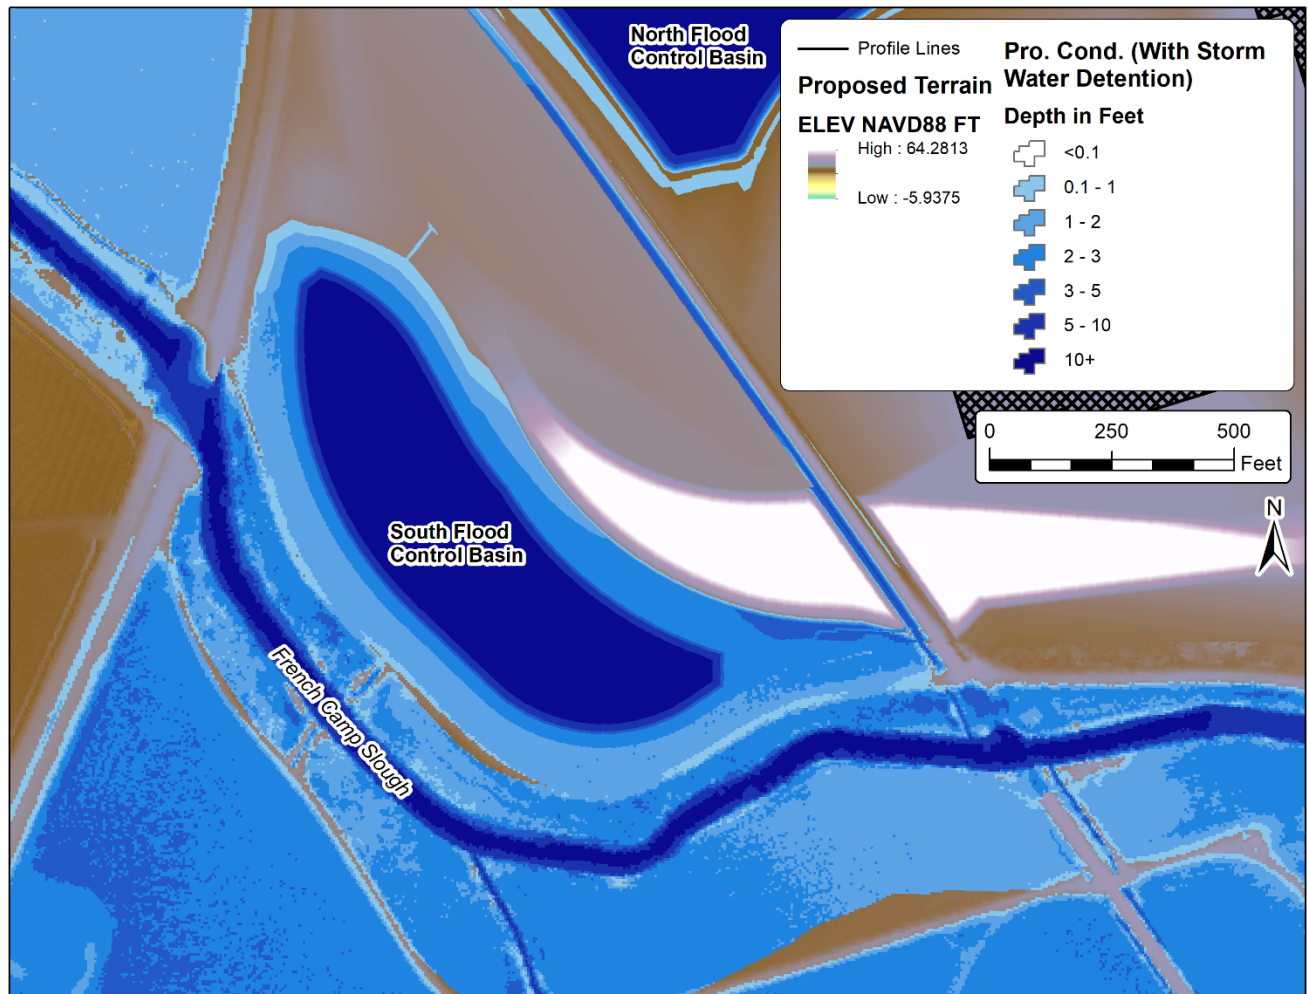 North Flood
Control Basin
Profile Lines
Proposed Terrain
ELEV NAVD88 FT
High : 64.2813
Low : -5.9375
Pro. Cond. (With Storm
Water Detention)
Depth in Feet
<0.1
0.1 - 1
1 - 2
2 - 3
3 - 5
5 - 10
10+
0 250 500
Feet
N
South Flood
Control Basin
French Camp Slough